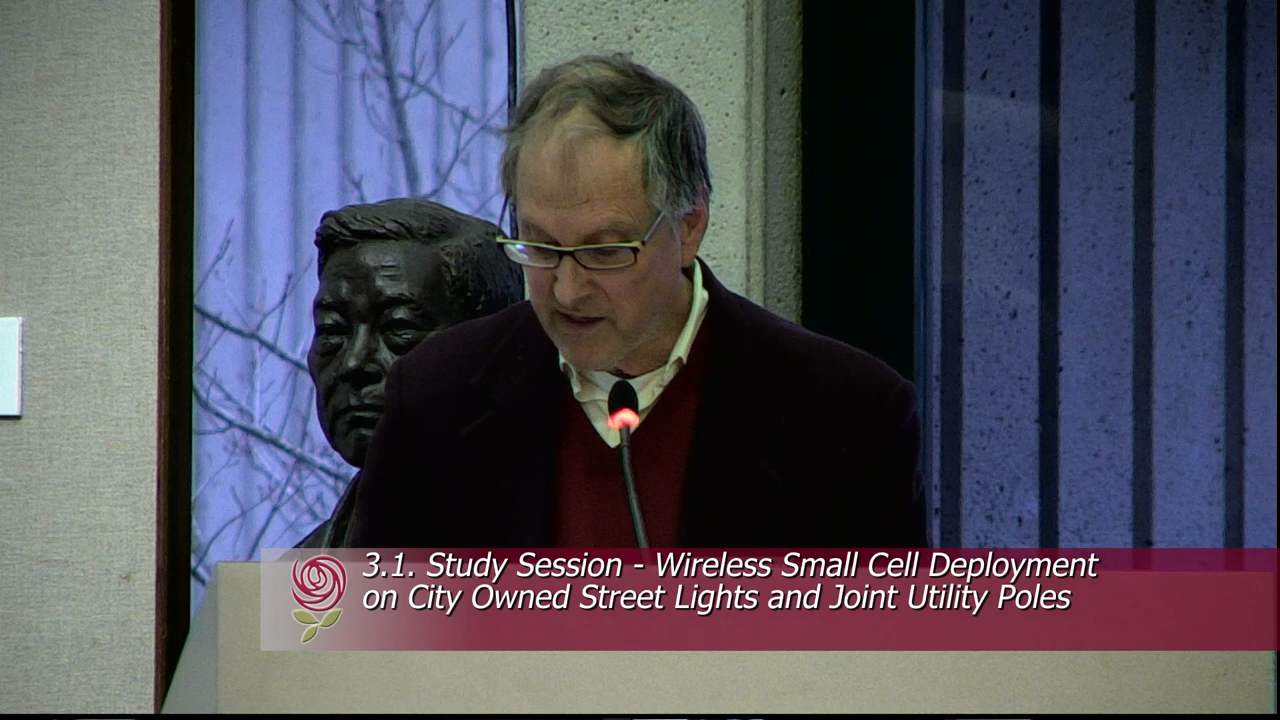 3.1. Study Session - Wireless Small Cell Deployment
on City Owned Street Lights and Joint Utility Poles